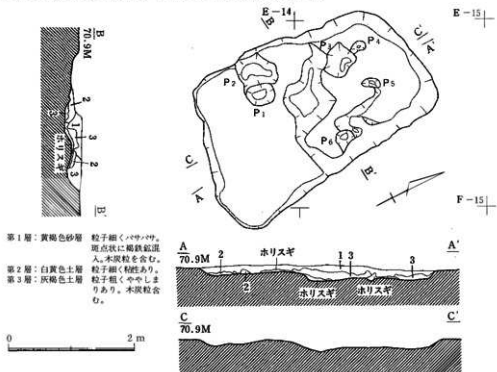 E-14
E-15
B
B
70.9M
C'
A'
P3
P4
P2
P5
P1
2
3
1
3
ホリスギ
2
3
P6
C
A
B'
B'
F-15
第1層：黄褐色砂層 粒子細くパサパサ。
斑点状に褐鉄鉱混
入。木炭粒を含む。
第2層：白黄色土層 粒子細く粘性あり。
第3層：灰褐色土層 粒子粗くややしま
りあり。木炭粒含
む。
A
70.9M
2
ホリスギ
1 3
3
A'
2
ホリスギ
ホリスギ
C
70.9M
C'
0
2m